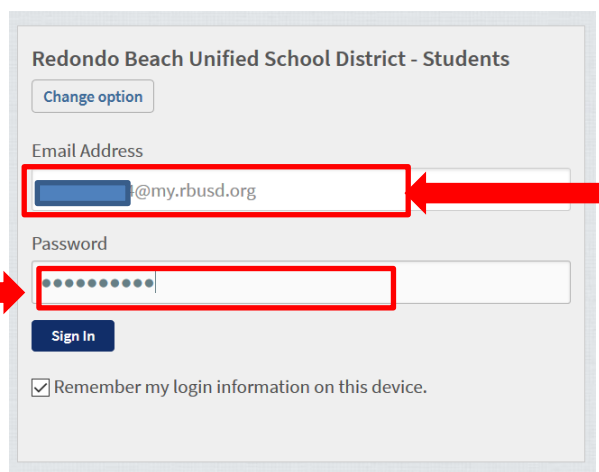 Redondo Beach Unified School District - Students
Change option
Email Address
@my.rbusd.org
Password
••••••••••
Sign In
Remember my login information on this device.